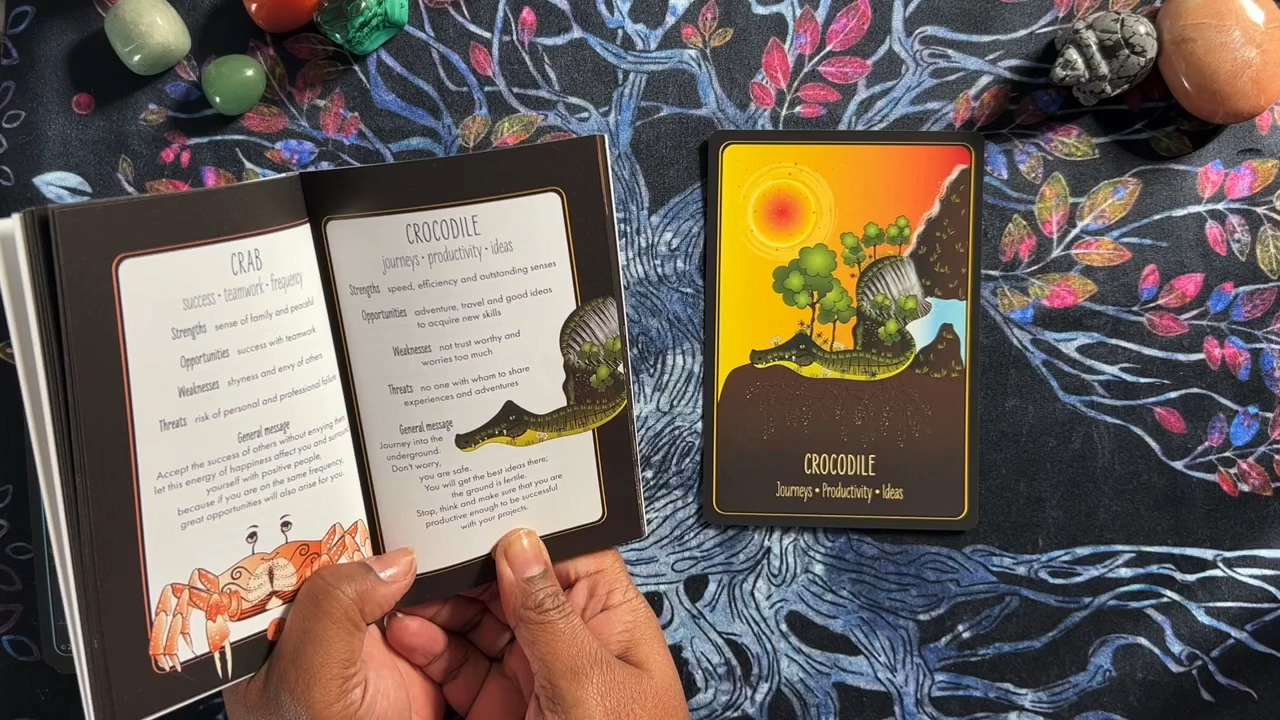 CRAB
success • teamwork • frequency
Strengths sense of family and peaceful
Opportunities success with teamwork
Weaknesses shyness and envy of others
Threats risk of personal and professional failure
General message
Accept the success of others without envying them,
let this energy of happiness affect you and surround
yourself with positive people,
because if you are on the same frequency,
great opportunities will also arise for you.
CROCODILE
journeys • productivity • ideas
Strengths speed, efficiency and outstanding senses
Opportunities adventure, travel and good ideas
to acquire new skills
Weaknesses not trust worthy and
worries too much
Threats no one with whom to share
experiences and adventures
General message
Journey into the
underground.
Don't worry,
you are safe.
You will get the best ideas there;
the ground is fertile.
Stop, think and make sure that you are
productive enough to be successful
with your projects.
CROCODILE
Journeys • Productivity • Ideas